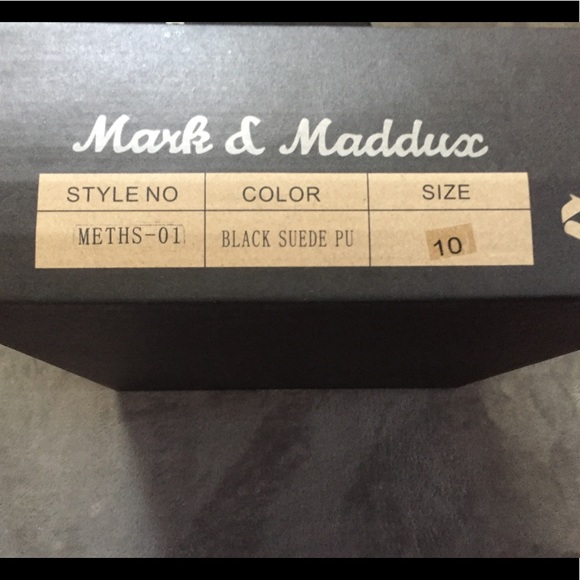 Mark & Maddux
STYLE NO COLOR SIZE
METHS-01 BLACK SUEDE PU 10